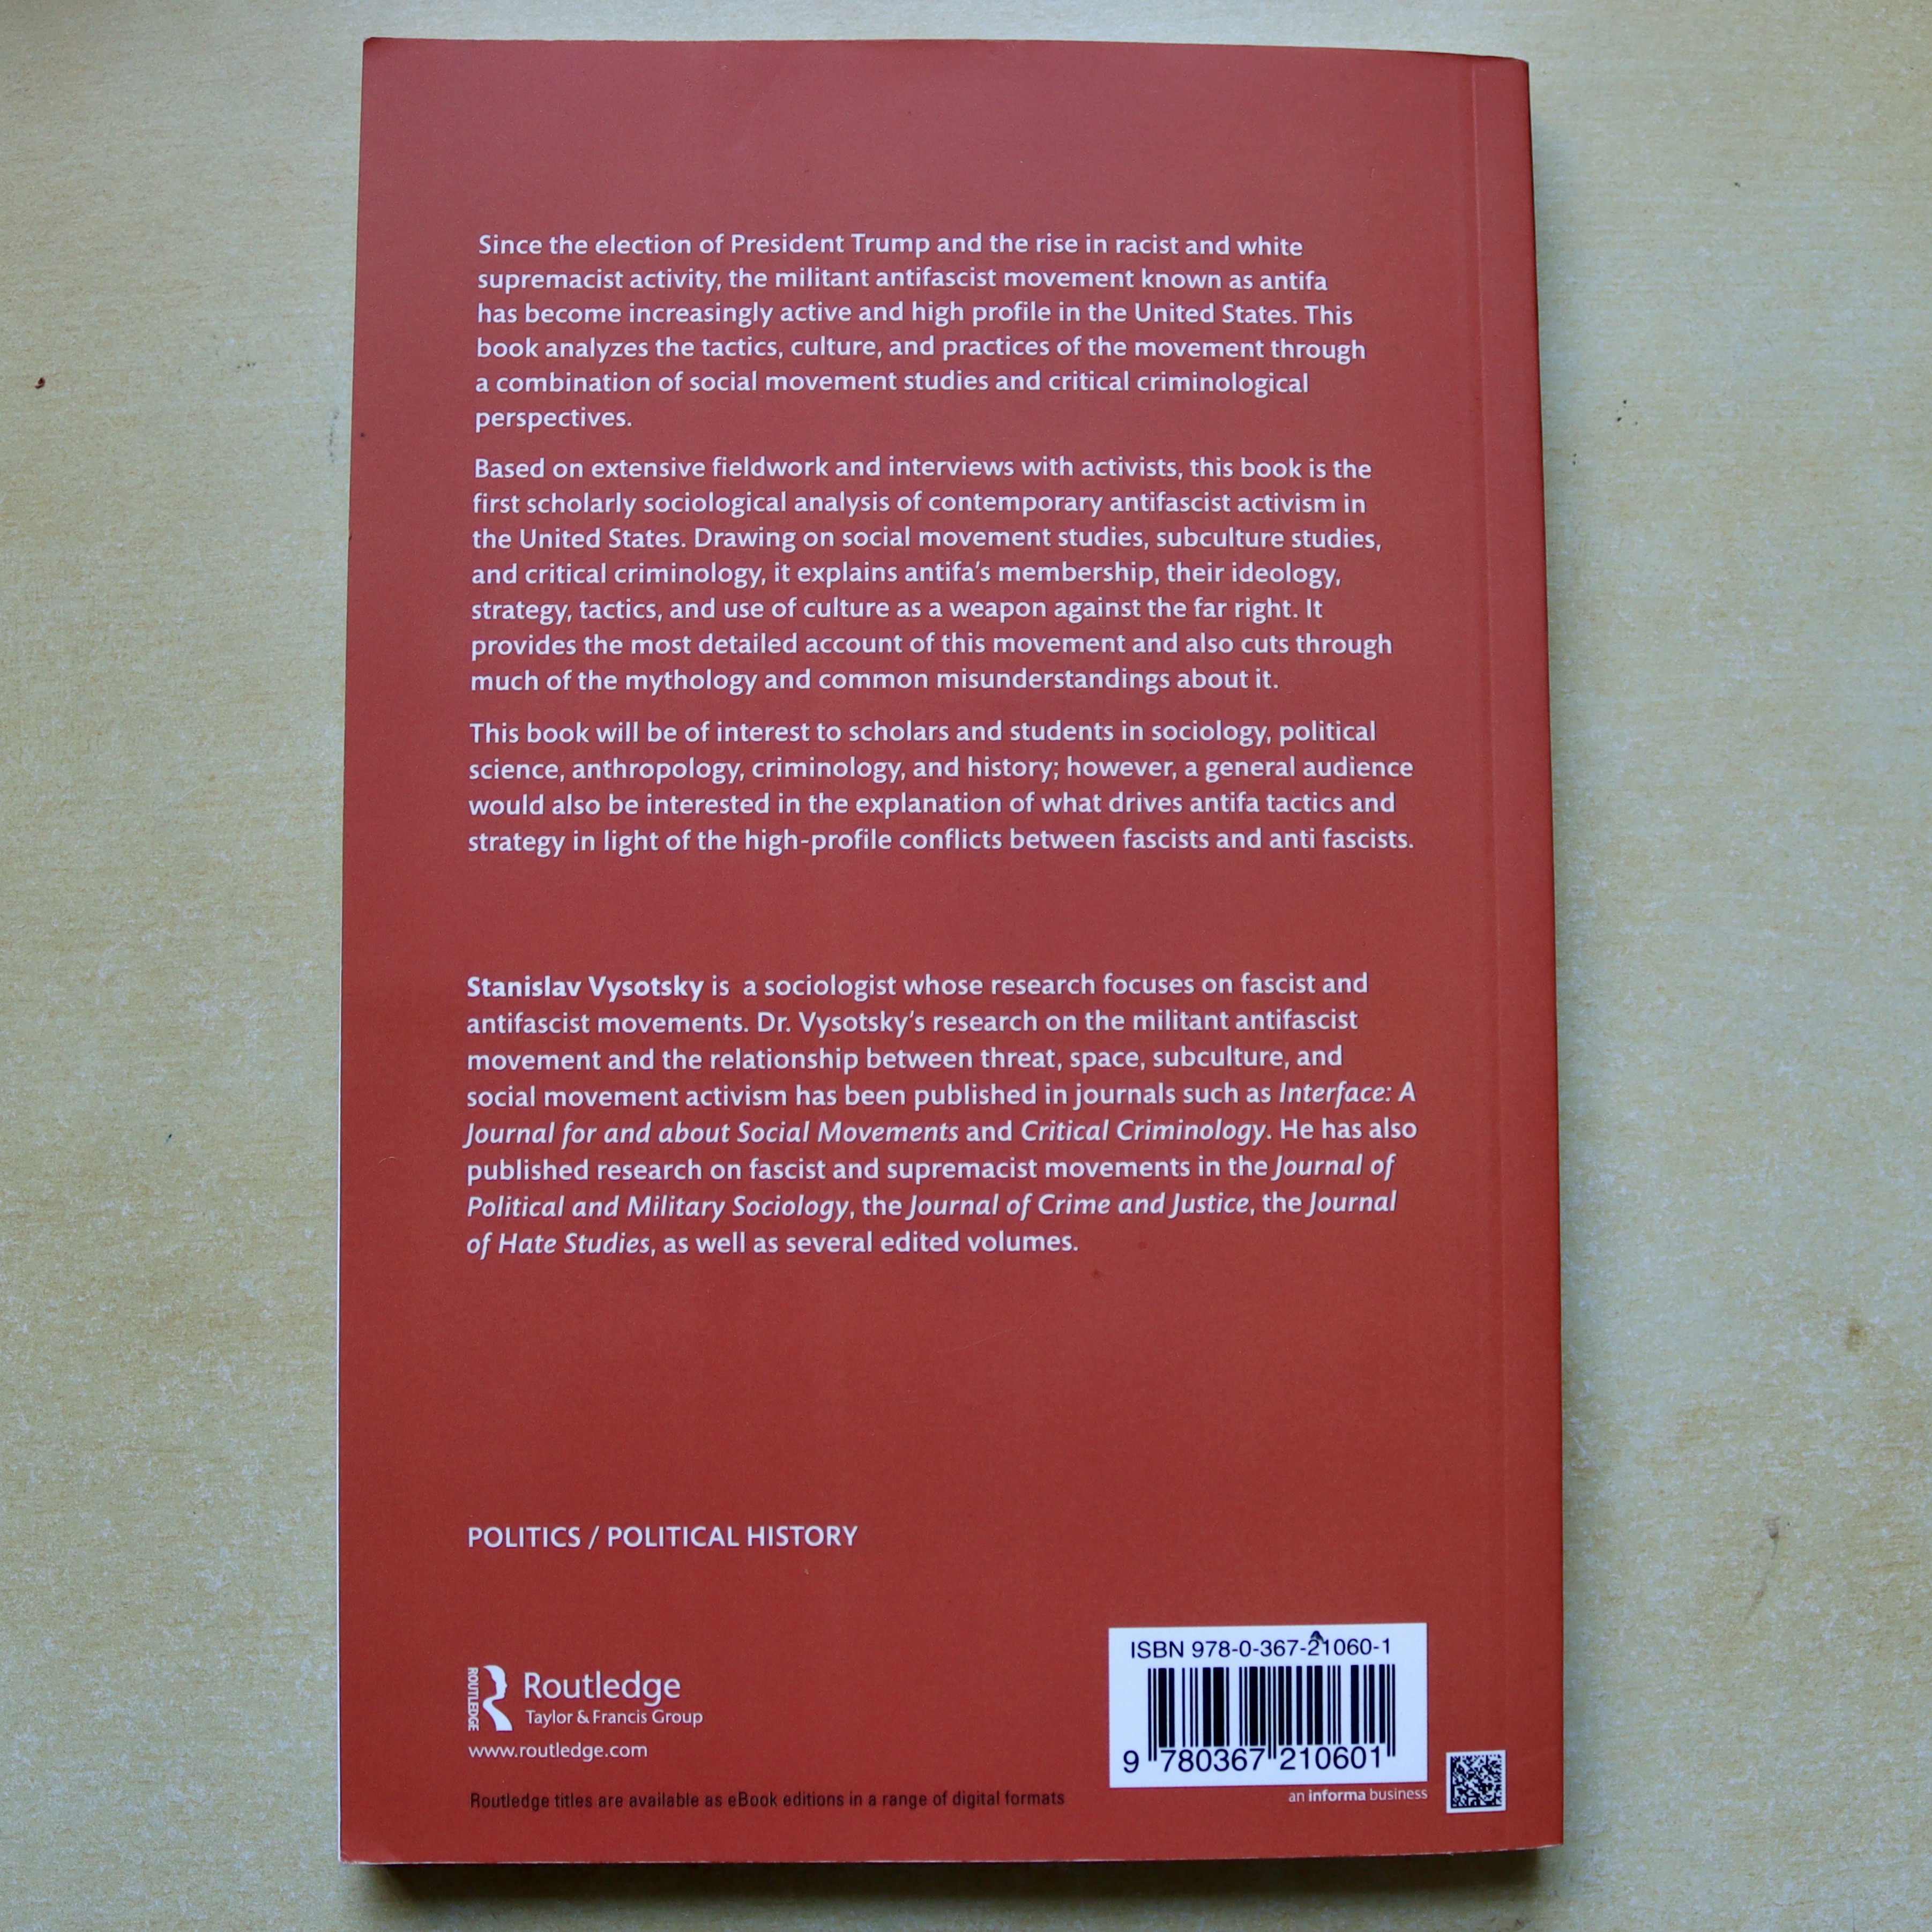 Since the election of President Trump and the rise in racist and white
supremacist activity, the militant antifascist movement known as antifa
has become increasingly active and high profile in the United States. This
book analyzes the tactics, culture, and practices of the movement through
a combination of social movement studies and critical criminological
perspectives.
Based on extensive fieldwork and interviews with activists, this book is the
first scholarly sociological analysis of contemporary antifascist activism in
the United States. Drawing on social movement studies, subculture studies,
and critical criminology, it explains antifa's membership, their ideology,
strategy, tactics, and use of culture as a weapon against the far right. It
provides the most detailed account of this movement and also cuts through
much of the mythology and common misunderstandings about it.
This book will be of interest to scholars and students in sociology, political
science, anthropology, criminology, and history; however, a general audience
would also be interested in the explanation of what drives antifa tactics and
strategy in light of the high-profile conflicts between fascists and anti fascists.
Stanislav Vysotsky is a sociologist whose research focuses on fascist and
antifascist movements. Dr. Vysotsky's research on the militant antifascist
movement and the relationship between threat, space, subculture, and
social movement activism has been published in journals such as Interface: A
Journal for and about Social Movements and Critical Criminology. He has also
published research on fascist and supremacist movements in the Journal of
Political and Military Sociology, the Journal of Crime and Justice, the Journal
of Hate Studies, as well as several edited volumes.
POLITICS / POLITICAL HISTORY
ROUTLEDGE
Routledge
Taylor & Francis Group
www.routledge.com
Routledge titles are available as eBook editions in a range of digital formats
ISBN 978-0-367-21060-1
9 780367 210601
an informa business